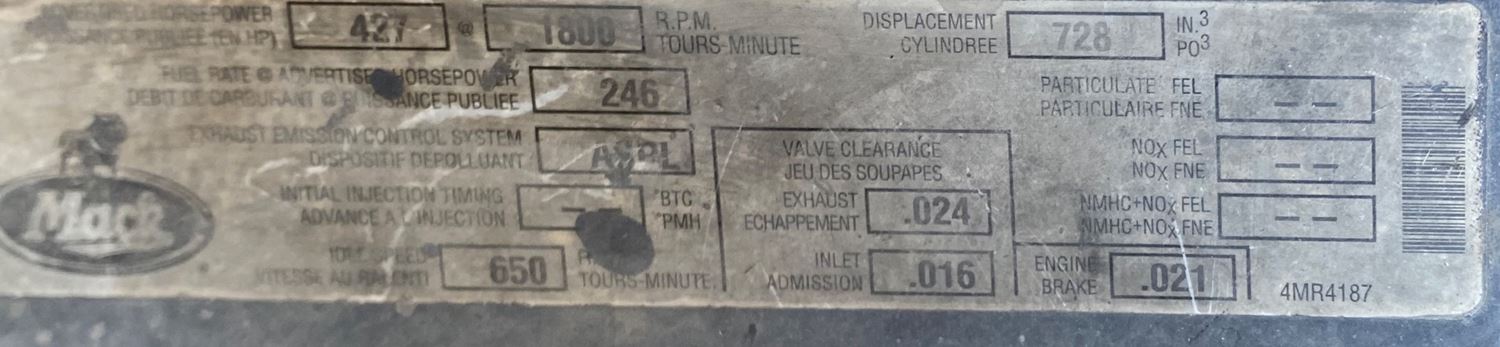 ADVERTISED HORSEPOWER 427 @ 1800 R.P.M. DISPLACEMENT 728 IN.³
PUISSANCE PUBLIEE (EN HP) TOURS-MINUTE CYLINDREE PO³
FUEL RATE @ ADVERTISED HORSEPOWER 246 PARTICULATE FEL – –
DEBIT DE CARBURANT @ PUISSANCE PUBLIEE PARTICULAIRE FNE
EXHAUST EMISSION CONTROL SYSTEM VALVE CLEARANCE NOx FEL – –
DISPOSITIF DEPOLLUANT JEU DES SOUPAPES NOx FNE
INITIAL INJECTION TIMING – °BTC EXHAUST .024 NMHC+NOx FEL – –
ADVANCE A L'INJECTION °PMH ECHAPPEMENT NMHC+NOx FNE
Mack
IDLE SPEED 650 INLET .016 ENGINE .021
VITESSE AU RALENTI TOURS-MINUTE ADMISSION BRAKE 4MR4187